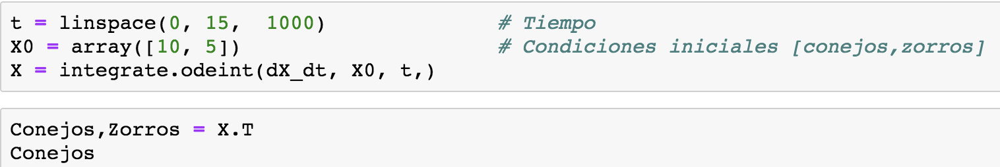 t = linspace(0, 15,  1000)              # Tiempo
X0 = array([10, 5])                     # Condiciones iniciales [conejos,zorros]
X = integrate.odeint(dX_dt, X0, t,)
Conejos,Zorros = X.T
Conejos